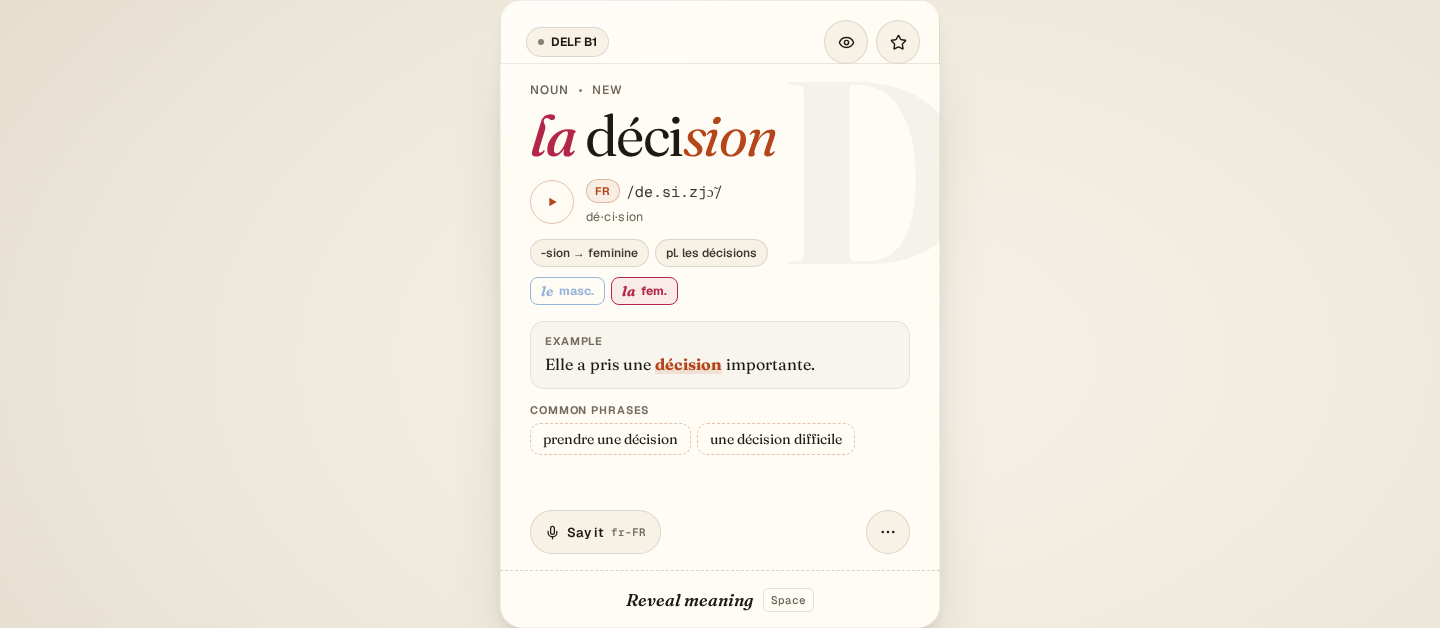 DELF B1
NOUN • NEW
la décision
FR /de.si.zjɔ̃/
dé·ci·sion
-sion → feminine pl. les décisions
le masc. la fem.
D
EXAMPLE
Elle a pris une décision importante.
COMMON PHRASES
prendre une décision une décision difficile
Say it fr-FR
Reveal meaning Space